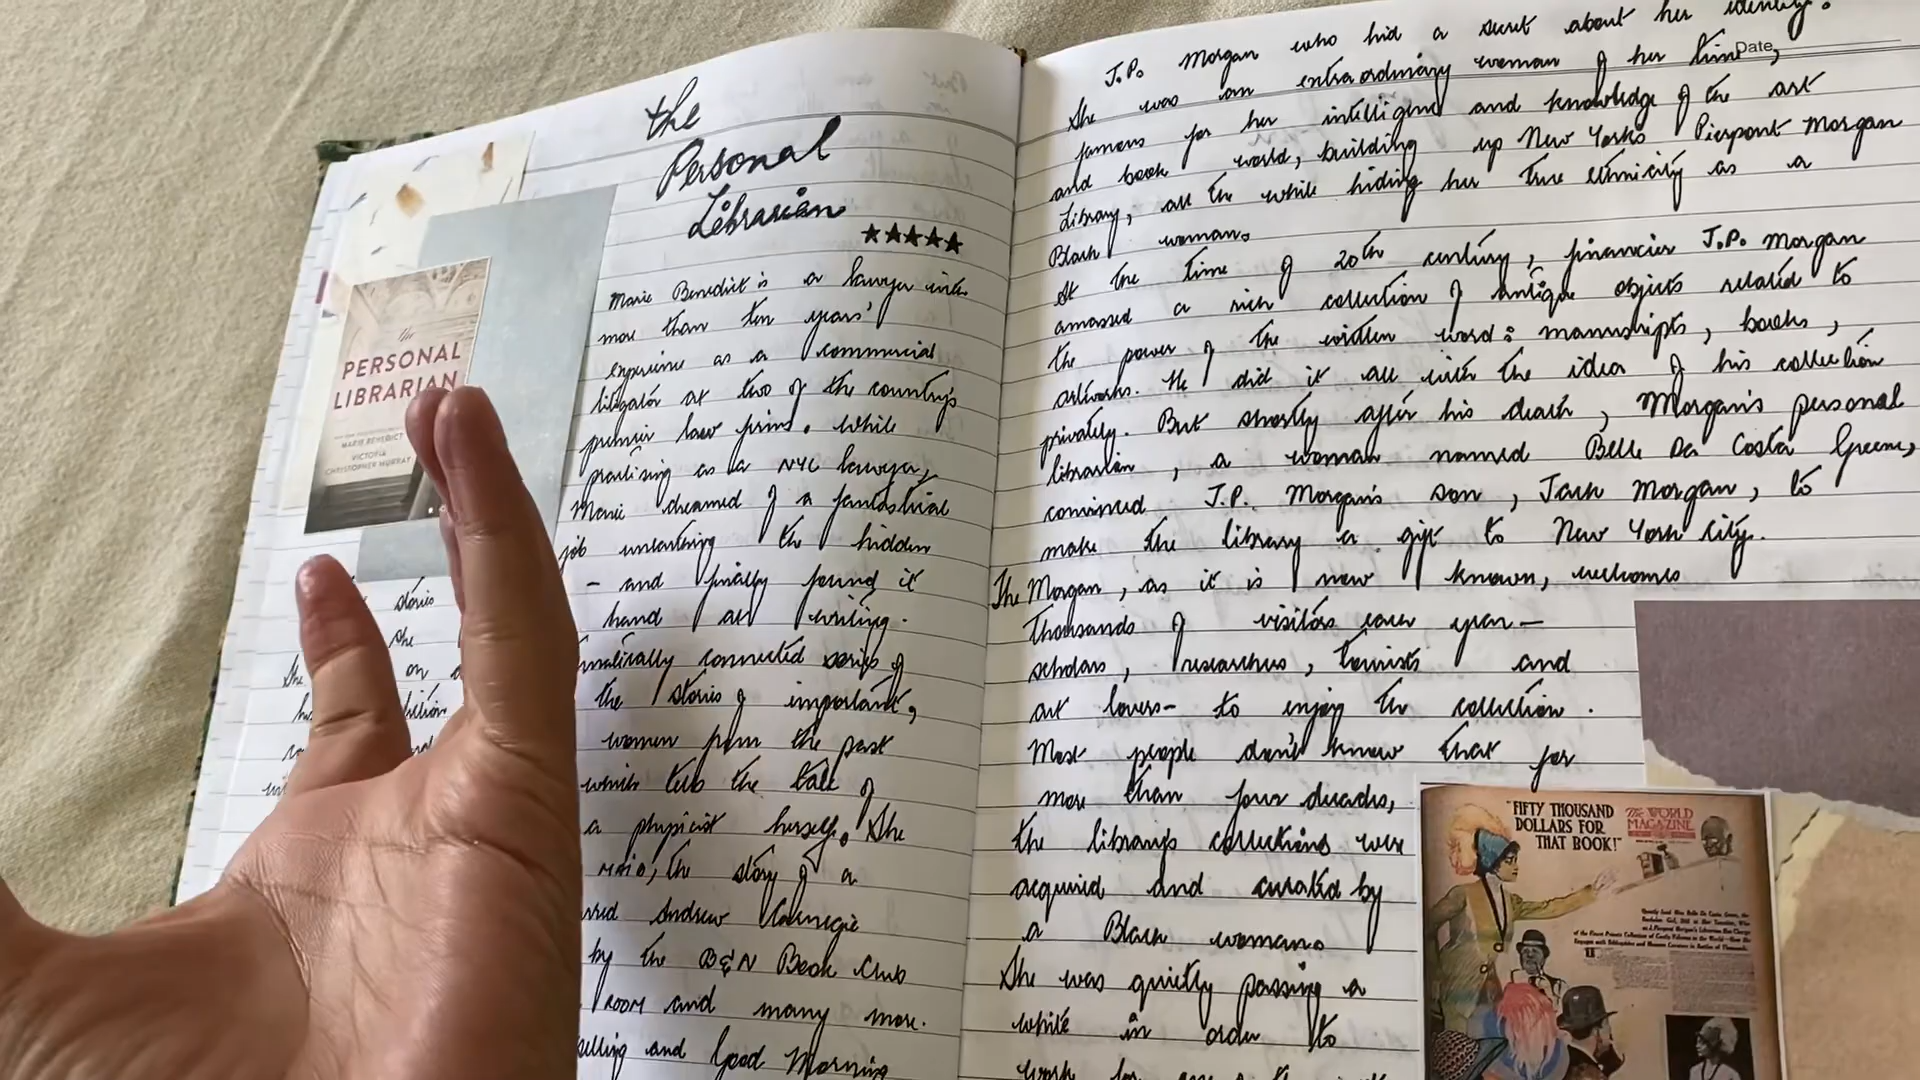 the
Personal
Librarian
★★★★★
the
PERSONAL
LIBRARIAN
MARIE BENEDICT
VICTORIA
CHRISTOPHER MURRAY
Marie Benedict is a lawyer with
more than ten years'
experience as a commercial
litigator at two of the country's
premier law firms. While
practising as a NYC lawyer,
Marie dreamed of a fantastical
job unearthing the hidden
– and finally found it
hand at writing.
connected series of
stories
the stories of important,
she
women from the past
on
which tells the tale of
a physicist herself. She
the story of a
Andrew Carnegie
by the B&N Book Club
ROOM and many more.
selling and Good Morning
J.P. Morgan who hid a secret about her identity.
Date
She was an extraordinary woman of her time,
famous for her intelligence and knowledge of the art
and book world, building up New York's Pierpont Morgan
Library, all the while hiding her true ethnicity as a
Black woman.
At the time of 20th century, financier J.P. Morgan
amassed a rich collection of antique objects related to
the power of the written word: manuscripts, books,
artworks. He did it all with the idea of his collection
privately. But shortly after his death, Morgan's personal
librarian, a woman named Belle Da Costa Greene,
convinced J.P. Morgan's son, Jack Morgan, to
make the library a gift to New York City.
The Morgan, as it is now known, welcomes
thousands of visitors every year –
scholars, researches, tourists and
art lovers – to enjoy the collection.
Most people don't know that for
more than four decades,
the library's collections were
acquired and curated by
a Black woman.
She was quietly passing a
white in order to
work for
"FIFTY THOUSAND
DOLLARS FOR
THAT BOOK!"
The WORLD
MAGAZINE